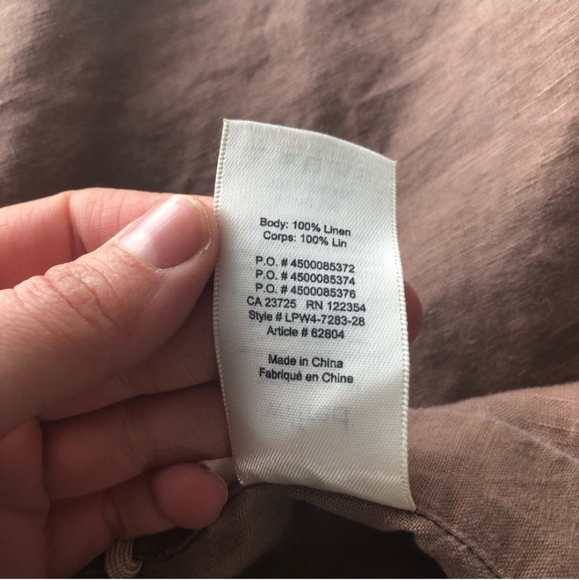 Body: 100% Linen
Corps: 100% Lin
P.O. # 4500085372
P.O. # 4500085374
P.O. # 4500085376
CA 23725 RN 122354
Style # LPW4-7283-28
Article # 62804
Made in China
Fabriqué en Chine